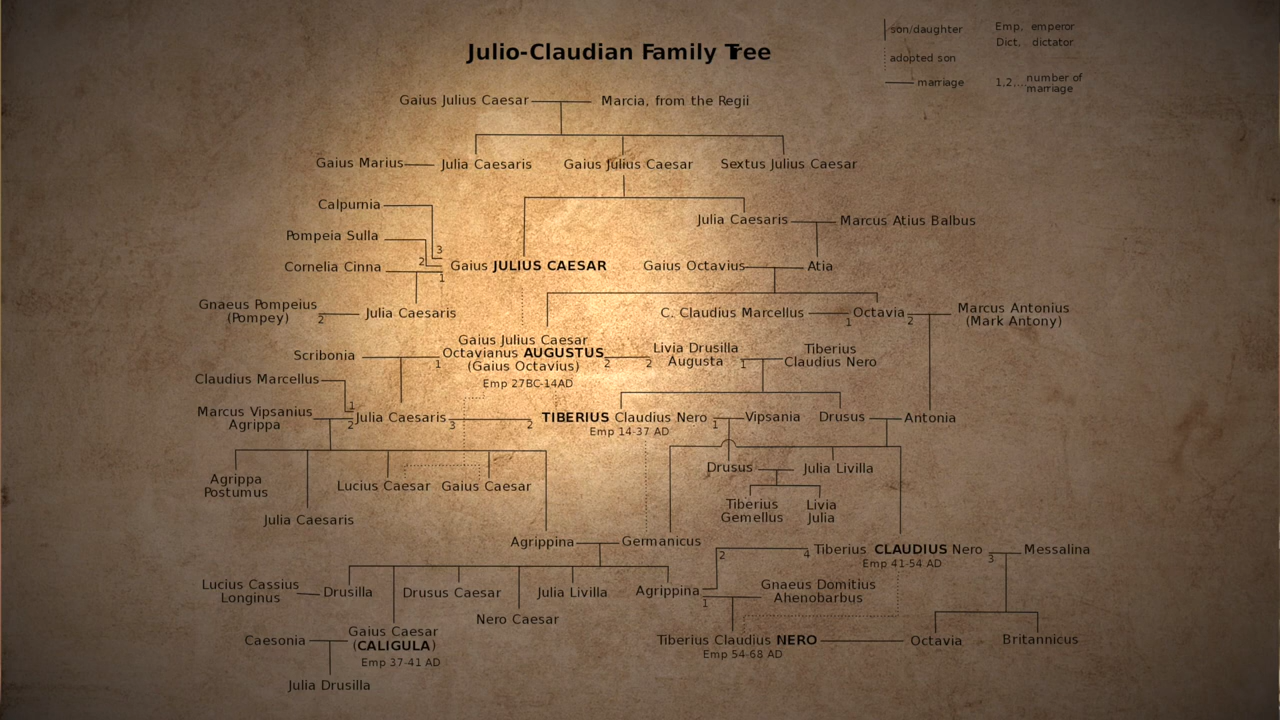 Julio-Claudian Family Tree
son/daughter
Emp, emperor
Dict, dictator
adopted son
marriage
1,2,... number of
marriage
Gaius Julius Caesar
Marcia, from the Regii
Gaius Marius
Julia Caesaris
Gaius Julius Caesar
Sextus Julius Caesar
Calpurnia
Julia Caesaris
Marcus Atius Balbus
Pompeia Sulla
3
2
Cornelia Cinna
1
Gaius JULIUS CAESAR
Gaius Octavius
Atia
Gnaeus Pompeius
(Pompey)
2
Julia Caesaris
C. Claudius Marcellus
1
Octavia
2
Marcus Antonius
(Mark Antony)
Scribonia
1
Gaius Julius Caesar
Octavianus AUGUSTUS
(Gaius Octavius)
Emp 27BC-14AD
2
2
Livia Drusilla
Augusta
1
Tiberius
Claudius Nero
Claudius Marcellus
1
Marcus Vipsanius
Agrippa
2
Julia Caesaris
3
2
TIBERIUS Claudius Nero
Emp 14-37 AD
1
Vipsania
Drusus
Antonia
Drusus
Julia Livilla
Agrippa
Postumus
Lucius Caesar
Gaius Caesar
Julia Caesaris
Tiberius
Gemellus
Livia
Julia
Agrippina
Germanicus
2
4
Tiberius CLAUDIUS Nero
Emp 41-54 AD
3
Messalina
Lucius Cassius
Longinus
Drusilla
Drusus Caesar
Julia Livilla
Agrippina
1
Gnaeus Domitius
Ahenobarbus
Nero Caesar
Caesonia
Gaius Caesar
(CALIGULA)
Emp 37-41 AD
Tiberius Claudius NERO
Emp 54-68 AD
Octavia
Britannicus
Julia Drusilla